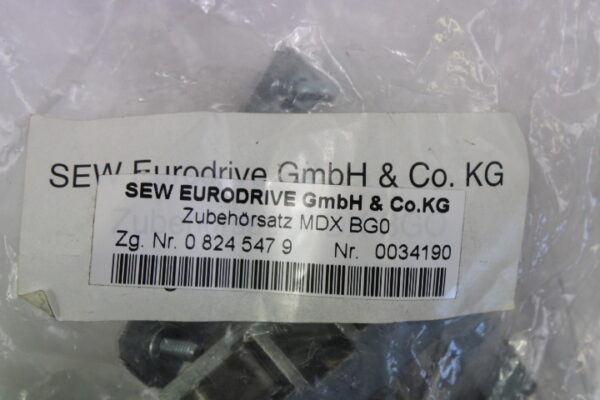 SEW Eurodrive GmbH & Co. KG
SEW EURODRIVE GmbH & Co.KG
Zubehörsatz MDX BG0
Zg. Nr. 0 824 547 9 Nr. 0034190